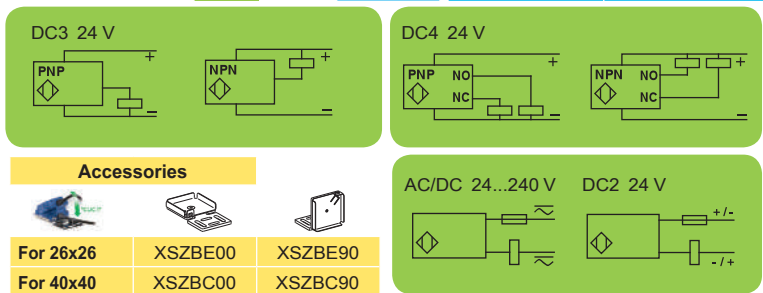 DC3 24 V
PNP
+
–
NPN
+
–
DC4 24 V
PNP NO
NC
+
–
NPN NO
NC
+
–
Accessories
For 26x26 XSZBE00 XSZBE90
For 40x40 XSZBC00 XSZBC90
AC/DC 24...240 V
DC2 24 V
+/-
-/+